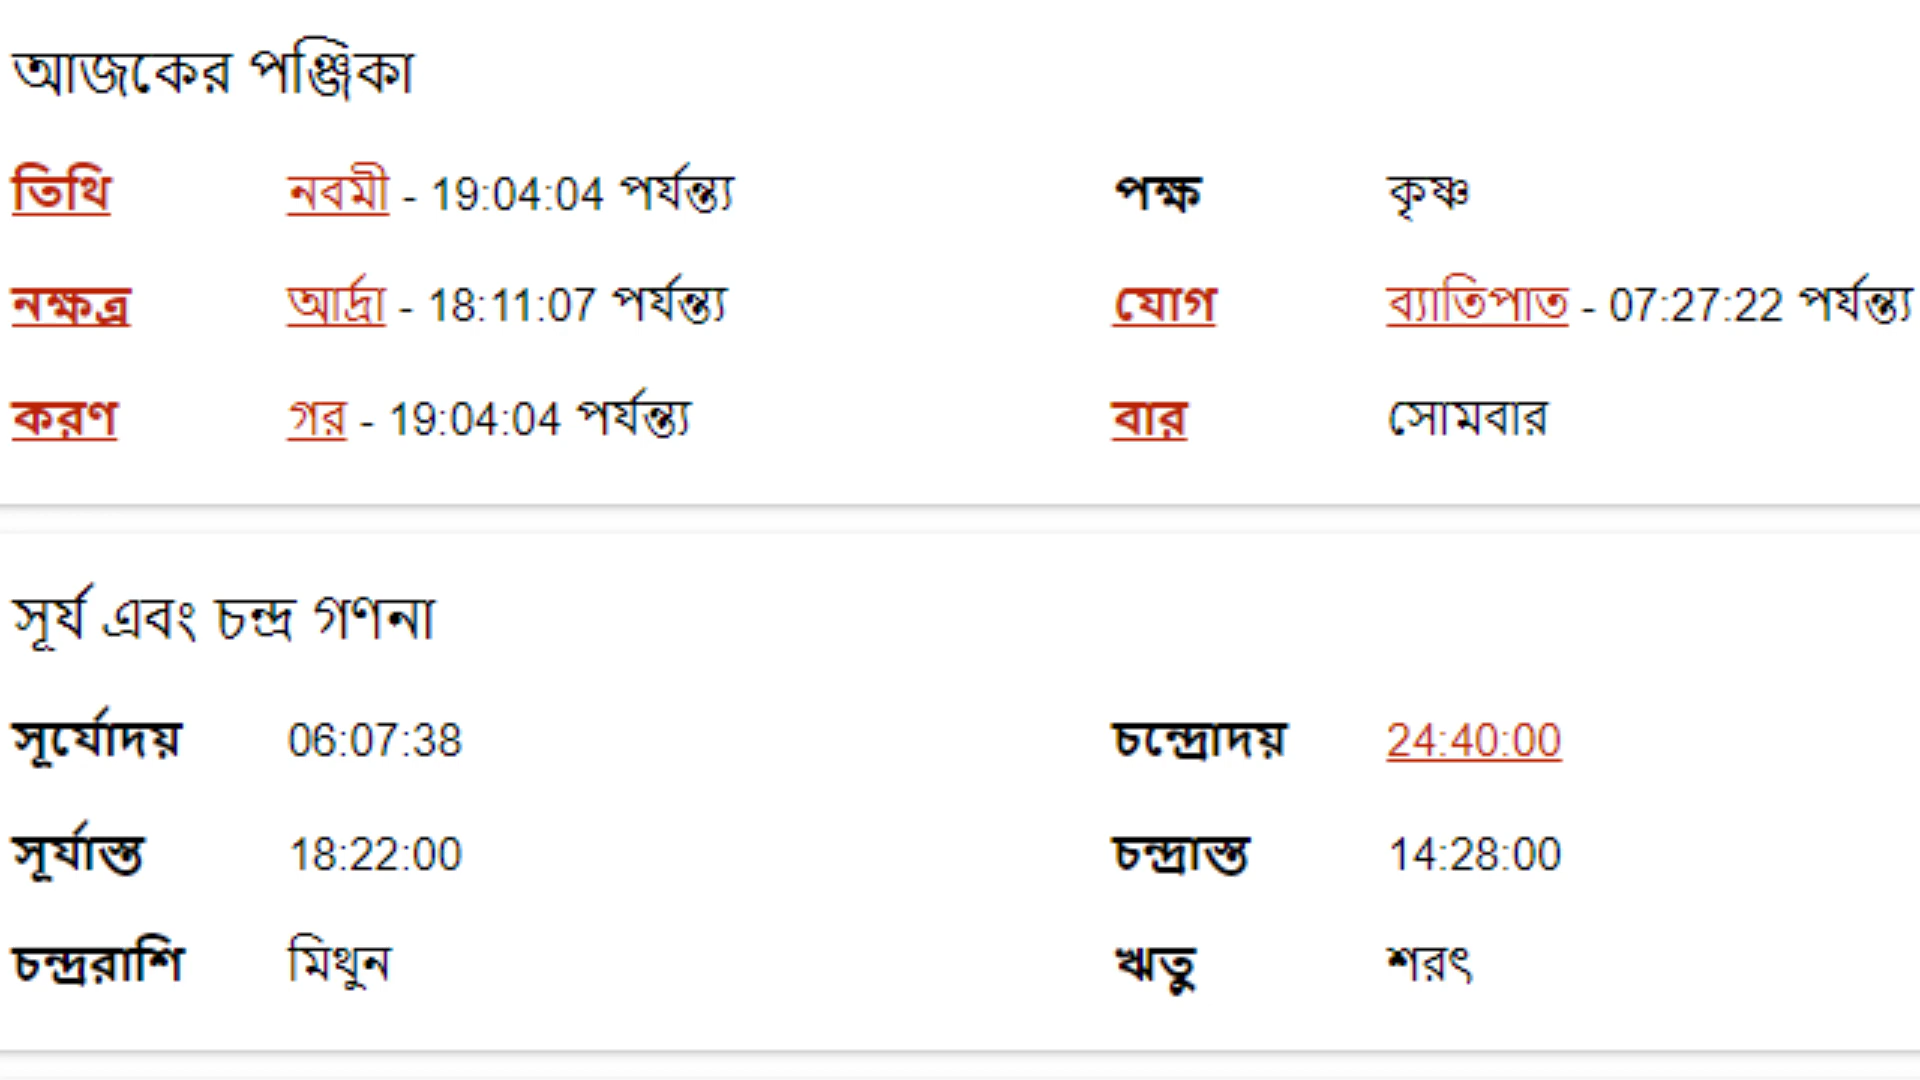 আজকের পঞ্জিকা
তিথি নবমী - 19:04:04 পর্যন্ত্য পক্ষ কৃষ্ণ
নক্ষত্র আর্দ্রা - 18:11:07 পর্যন্ত্য যোগ ব্যাতিপাত - 07:27:22 পর্যন্ত্য
করণ গর - 19:04:04 পর্যন্ত্য বার সোমবার
সূর্য এবং চন্দ্র গণনা
সূর্যোদয় 06:07:38 চন্দ্রোদয় 24:40:00
সূর্যাস্ত 18:22:00 চন্দ্রাস্ত 14:28:00
চন্দ্ররাশি মিথুন ঋতু শরৎ